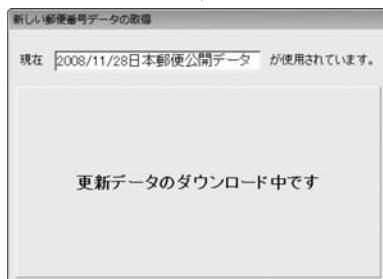 新しい郵便番号データの取得
現在 2008/11/28日本郵便公開データ が使用されています。
更新データのダウンロード中です